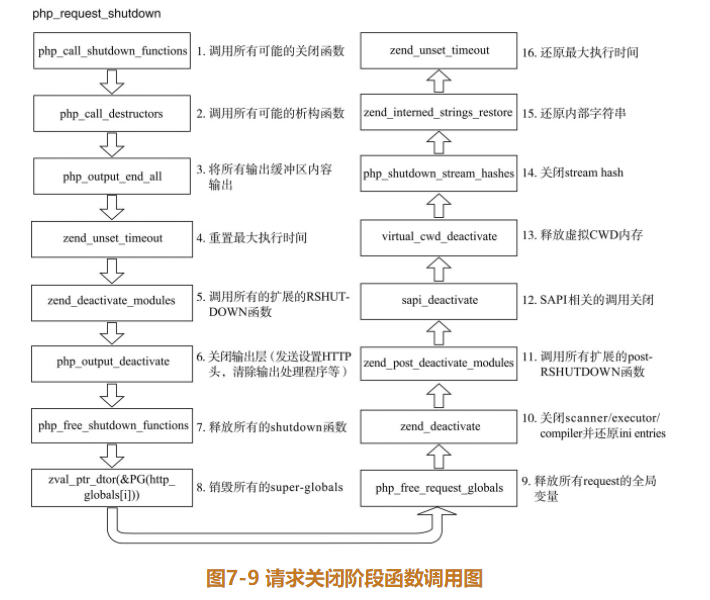 php_request_shutdown
php_call_shutdown_functions
1. 调用所有可能的关闭函数
php_call_destructors
2. 调用所有可能的析构函数
php_output_end_all
3. 将所有输出缓冲区内容
输出
zend_unset_timeout
4. 重置最大执行时间
zend_deactivate_modules
5. 调用所有的扩展的RSHUT-
DOWN函数
php_output_deactivate
6. 关闭输出层（发送设置HTTP
头，清除输出处理程序等）
php_free_shutdown_functions
7. 释放所有的shutdown函数
zval_ptr_dtor(&PG(http_
globals[i]))
8. 销毁所有的super-globals
php_free_request_globals
9. 释放所有request的全局
变量
zend_deactivate
10. 关闭scanner/executor/
compiler并还原ini entries
zend_post_deactivate_modules
11. 调用所有扩展的post-
RSHUTDOWN函数
sapi_deactivate
12. SAPI相关的调用关闭
virtual_cwd_deactivate
13. 释放虚拟CWD内存
php_shutdown_stream_hashes
14. 关闭stream hash
zend_interned_strings_restore
15. 还原内部字符串
zend_unset_timeout
16. 还原最大执行时间
图7-9 请求关闭阶段函数调用图